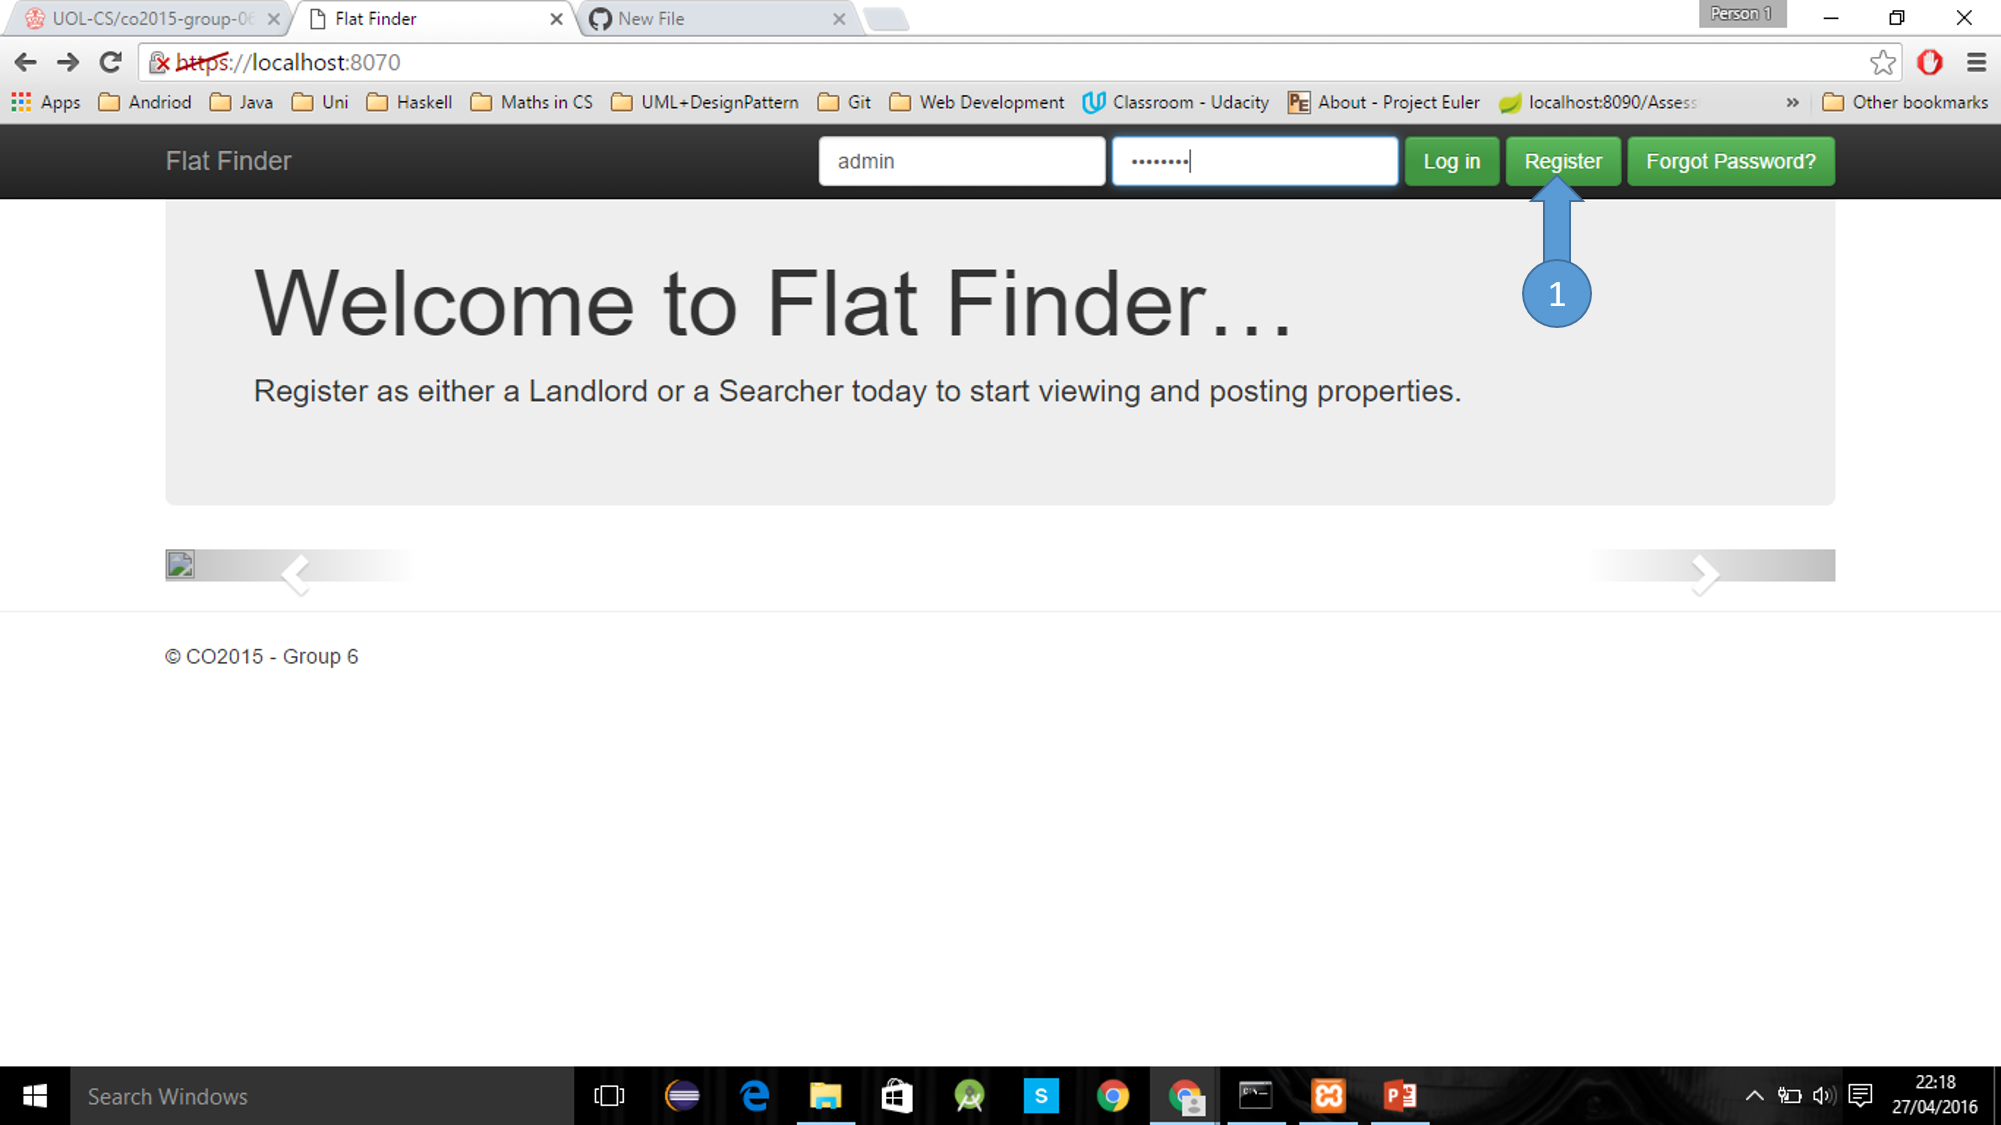 UOL-CS/co2015-group-06
Flat Finder
New File
Person 1
https://localhost:8070
Apps
Andriod
Java
Uni
Haskell
Maths in CS
UML+DesignPattern
Git
Web Development
Classroom - Udacity
PE About - Project Euler
localhost:8090/Assess
»
Other bookmarks
Flat Finder
admin
••••••••
Log in
Register
Forgot Password?
1
Welcome to Flat Finder…
Register as either a Landlord or a Searcher today to start viewing and posting properties.
© CO2015 - Group 6
Search Windows
22:18
27/04/2016